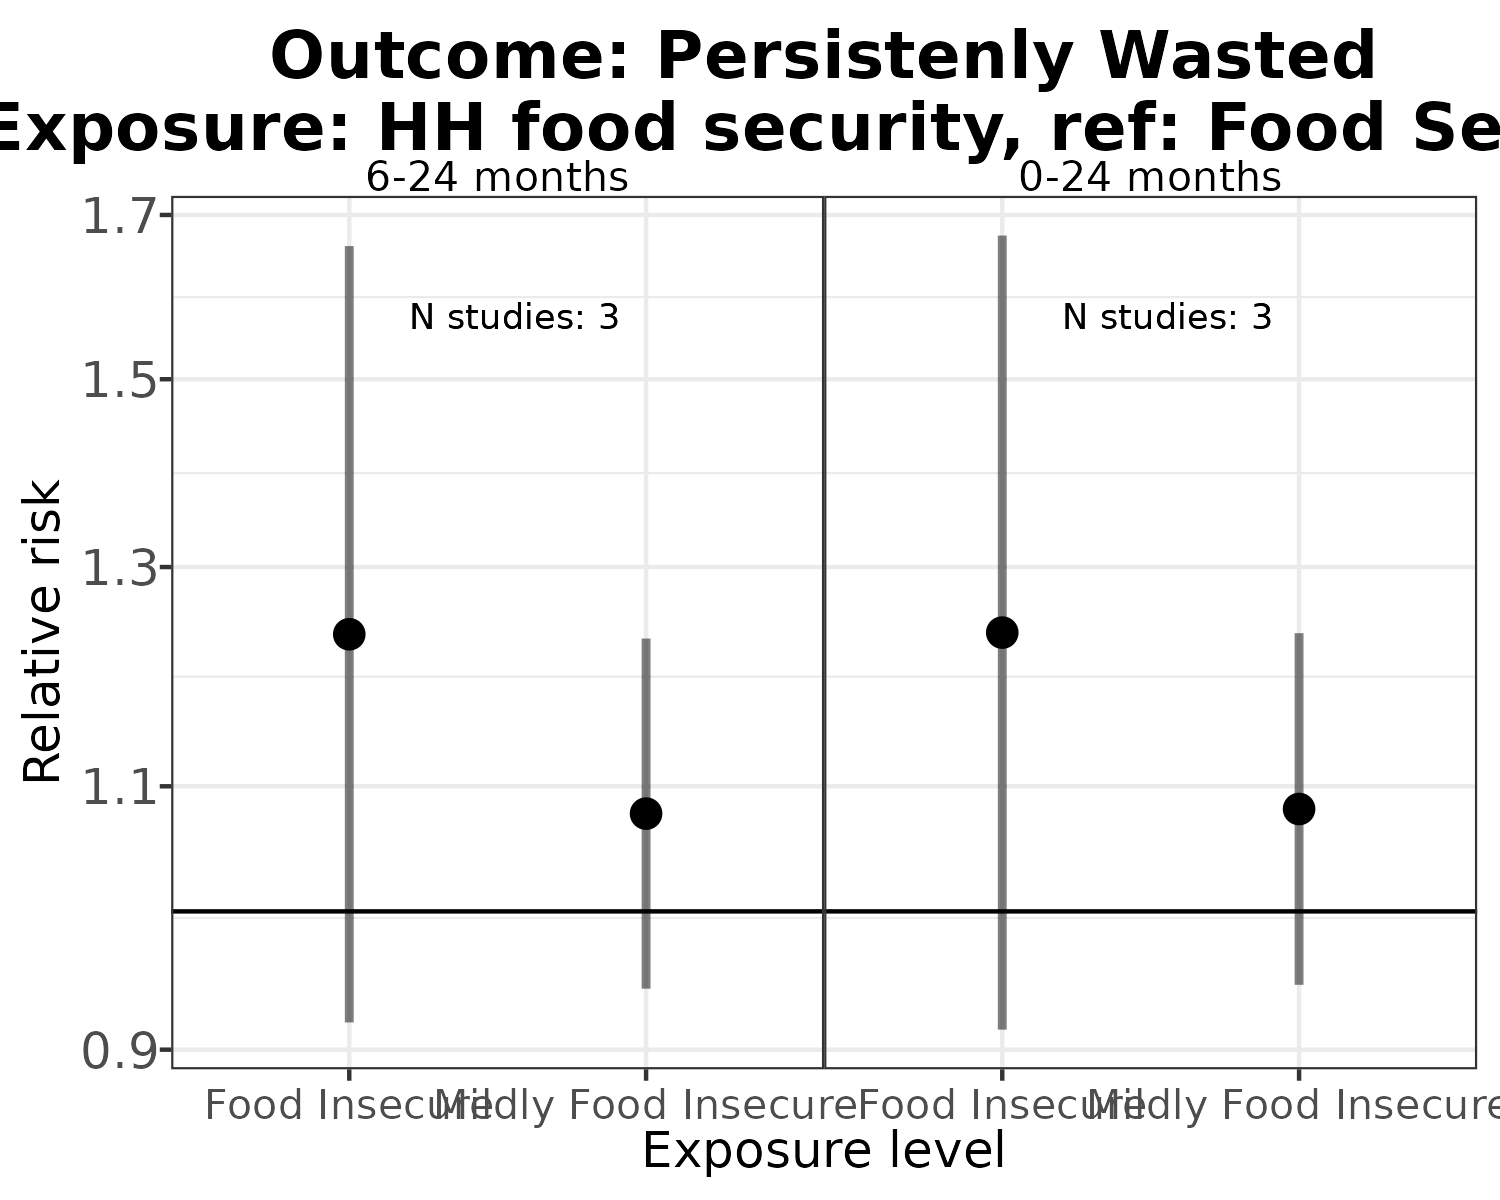 Outcome: Persistenly Wasted
Exposure: HH food security, ref: Food Se
6-24 months 0-24 months
1.7
N studies: 3 N studies: 3
1.5
1.3
1.1
0.9
Relative risk
Food Insecure Mildly Food Insecure Food Insecure Mildly Food Insecure
Exposure level